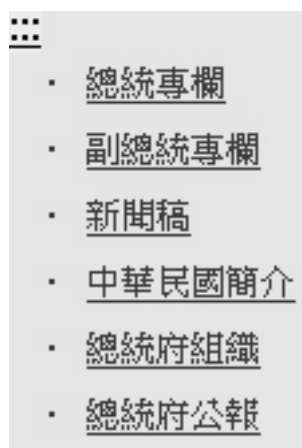 :::
· 總統專欄
· 副總統專欄
· 新聞稿
· 中華民國簡介
· 總統府組織
· 總統府公報